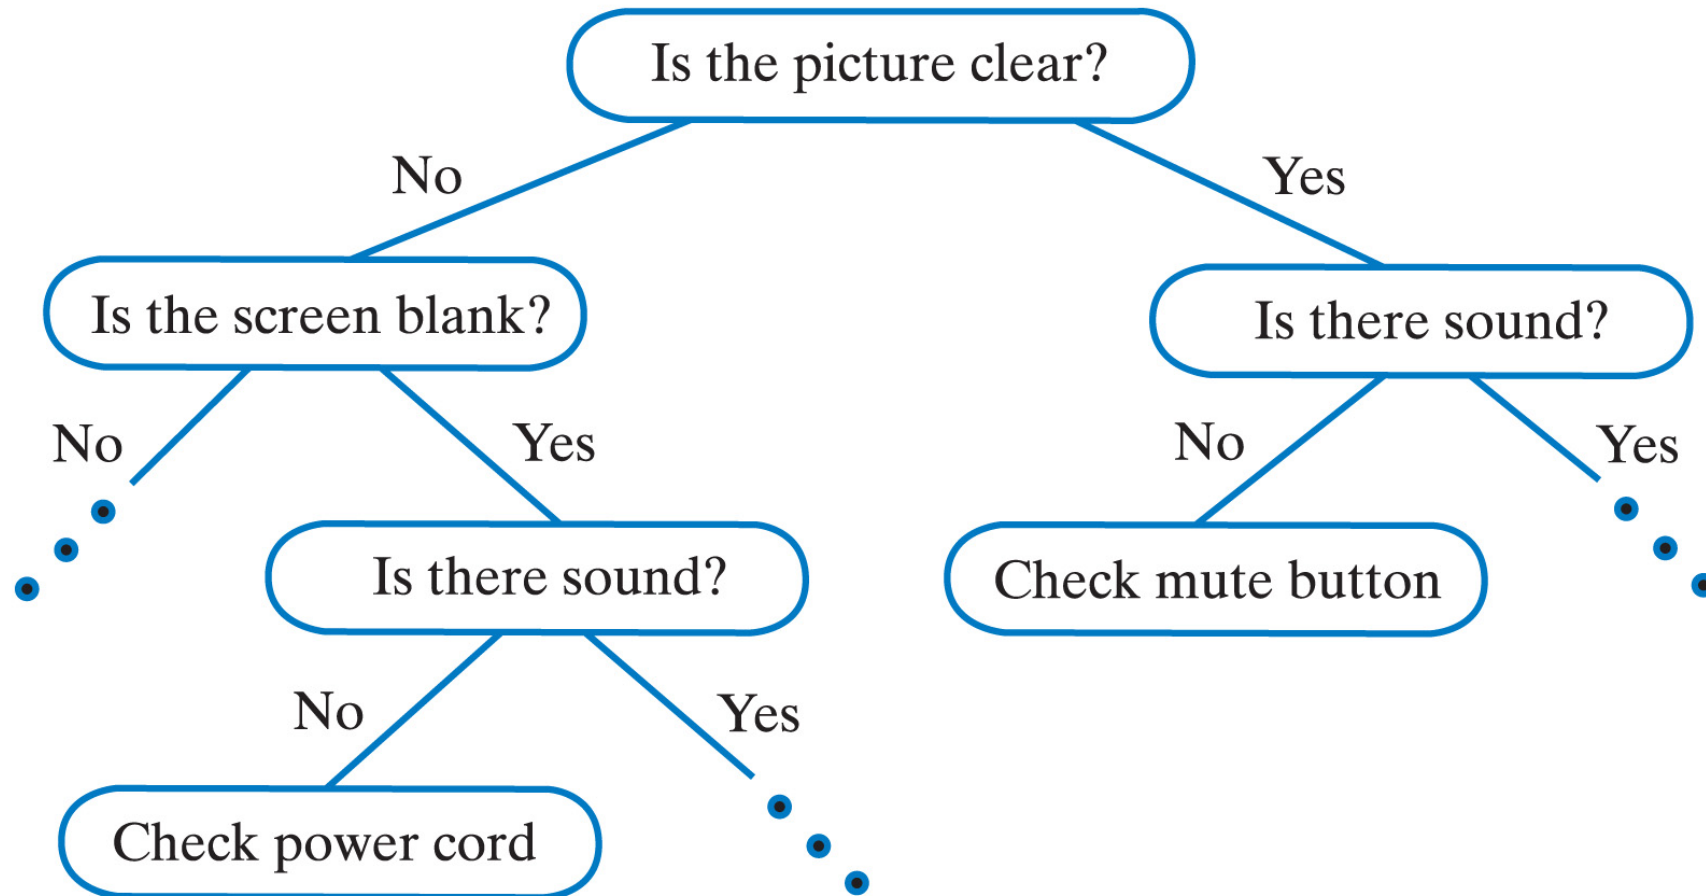 Is the picture clear?
No
Yes
Is the screen blank?
Is there sound?
No
Yes
No
Yes
Is there sound?
Check mute button
No
Yes
Check power cord